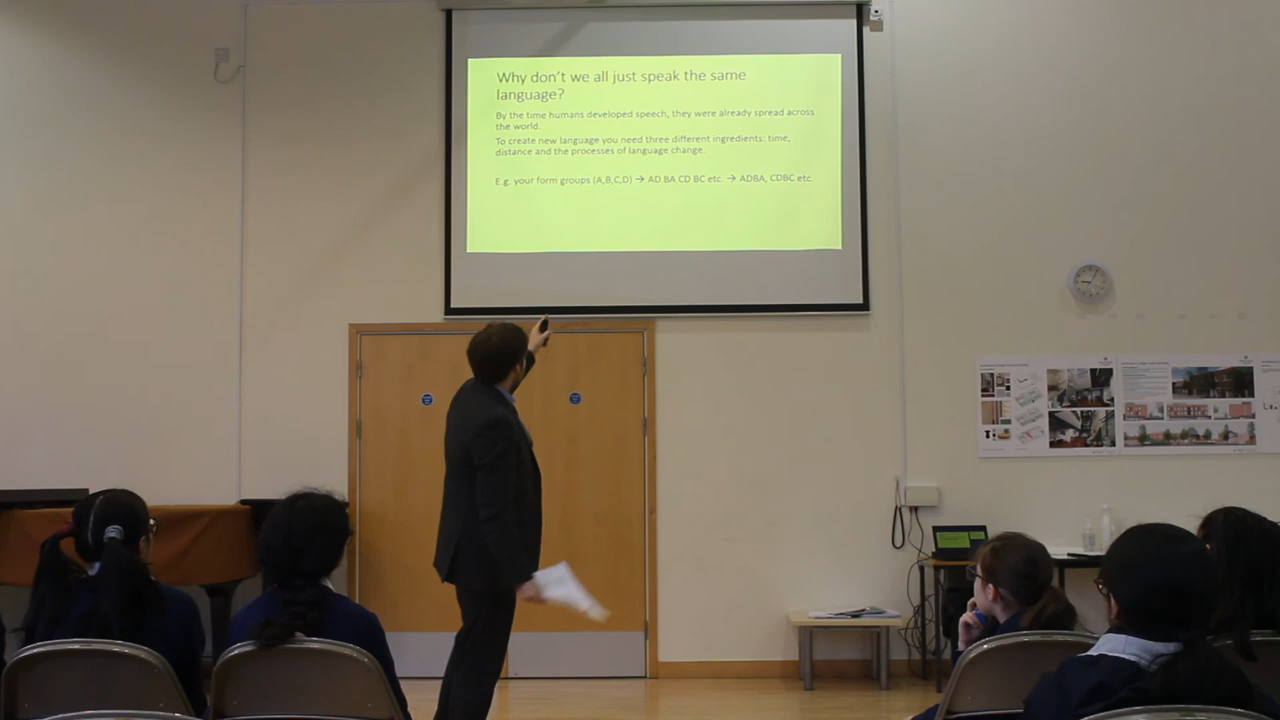 Why don't we all just speak the same
language?
By the time humans developed speech, they were already spread across
the world.
To create new language you need three different ingredients: time,
distance and the processes of language change.
E.g. your form groups (A,B,C,D) → AD BA CD BC etc. → ADBA, CDBC etc.